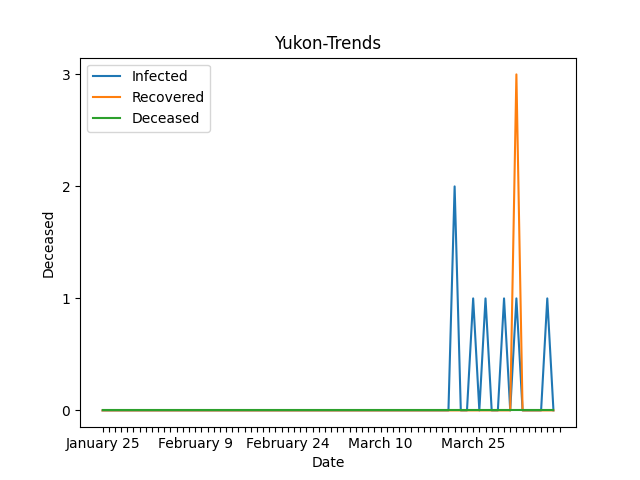 Yukon-Trends
Infected
Recovered
Deceased
3
2
1
0
Deceased
January 25 February 9 February 24 March 10 March 25
Date